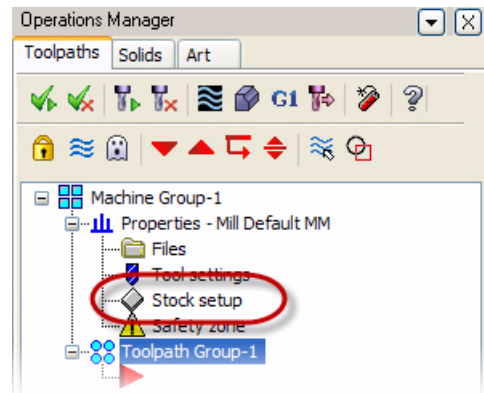 Operations Manager
Toolpaths Solids Art
G1
Machine Group-1
Properties - Mill Default MM
Files
Tool settings
Stock setup
Safety zone
Toolpath Group-1